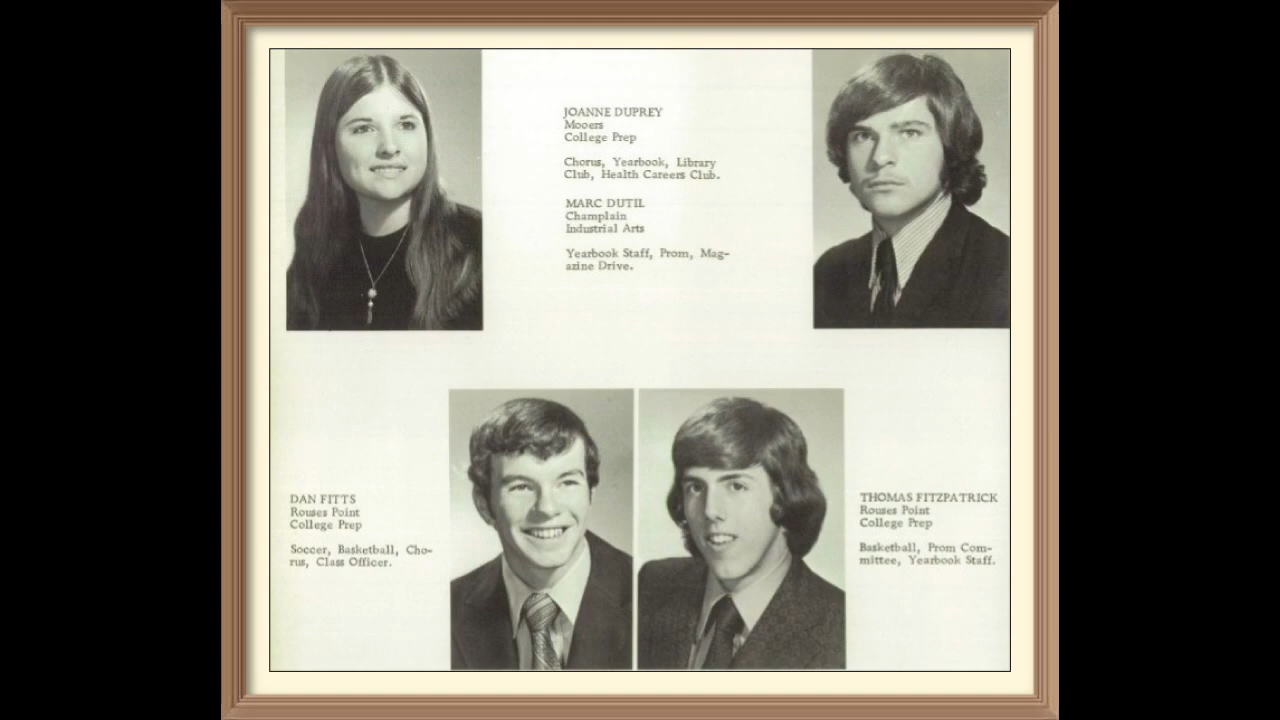 JOANNE DUPREY
Mooers
College Prep
Chorus, Yearbook, Library
Club, Health Careers Club.
MARC DUTIL
Champlain
Industrial Arts
Yearbook Staff, Prom, Mag-
azine Drive.
DAN FITTS
Rouses Point
College Prep
Soccer, Basketball, Cho-
rus, Class Officer.
THOMAS FITZPATRICK
Rouses Point
College Prep
Basketball, Prom Com-
mittee, Yearbook Staff.